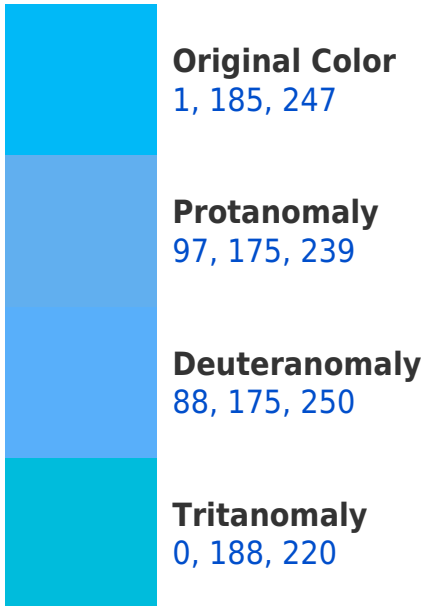 Original Color
1, 185, 247
Protanomaly
97, 175, 239
Deuteranomaly
88, 175, 250
Tritanomaly
0, 188, 220